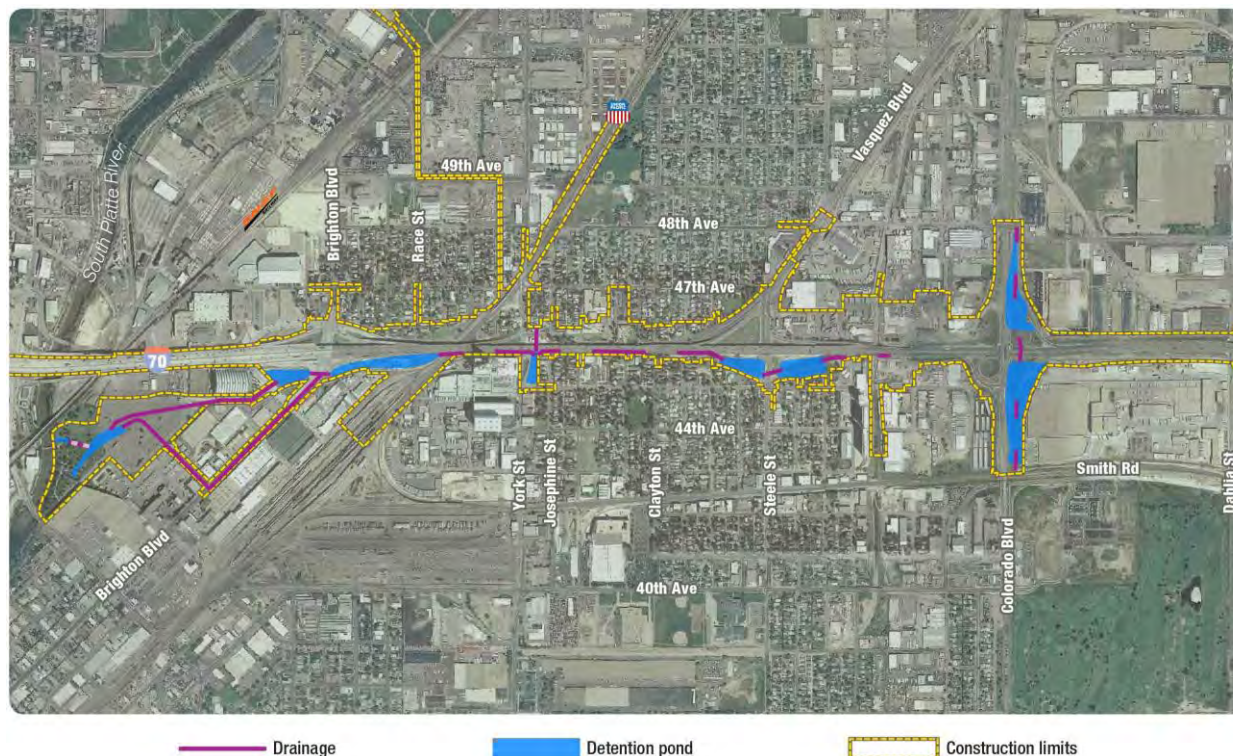 South Platte River
Brighton Blvd
Race St
49th Ave
48th Ave
47th Ave
Vasquez Blvd
70
York St
Josephine St
Clayton St
44th Ave
Steele St
Smith Rd
Dahlia St
Colorado Blvd
40th Ave
Brighton Blvd
Drainage
Detention pond
Construction limits